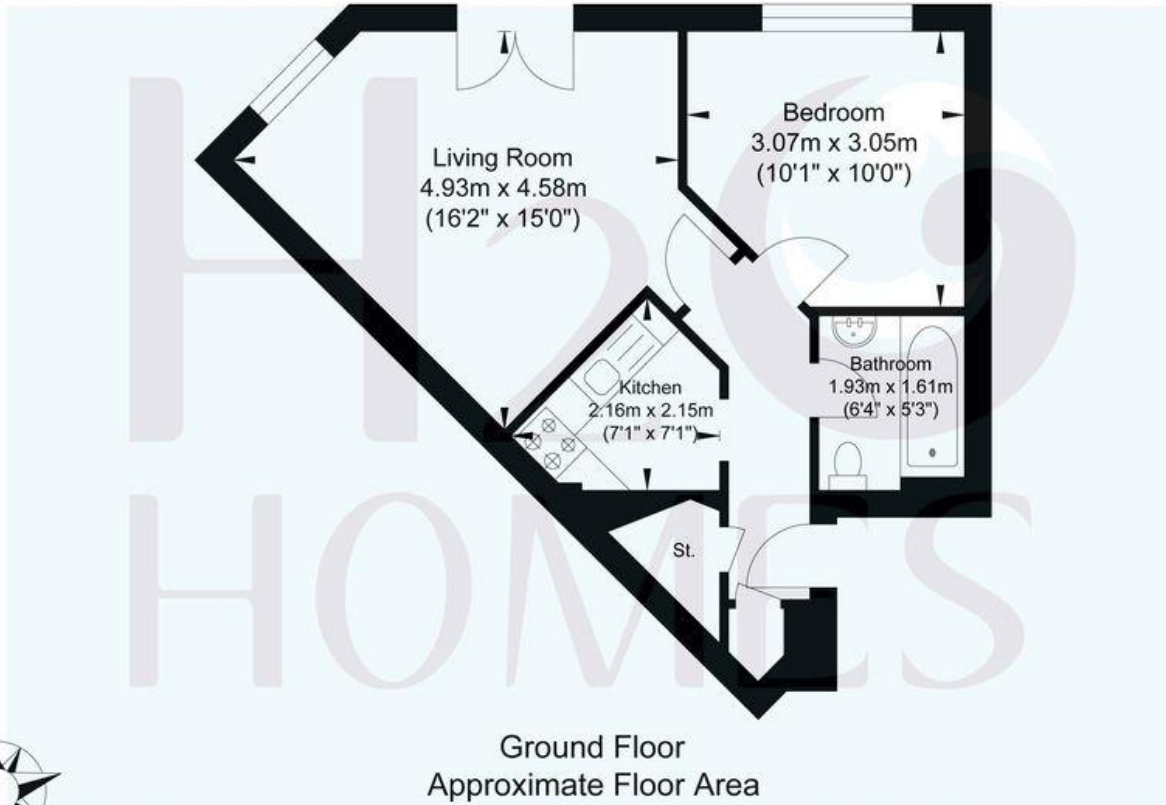 Living Room
4.93m x 4.58m
(16'2" x 15'0")
Bedroom
3.07m x 3.05m
(10'1" x 10'0")
Kitchen
2.16m x 2.15m
(7'1" x 7'1")
Bathroom
1.93m x 1.61m
(6'4" x 5'3")
St.
H2O
HOMES
Ground Floor
Approximate Floor Area